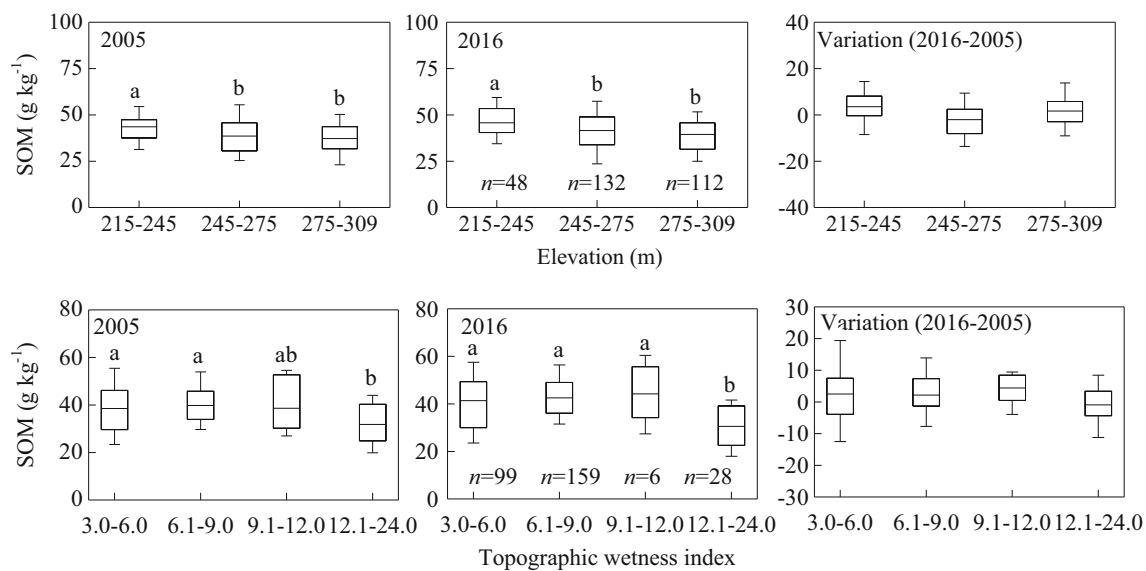 SOM (g kg⁻¹)
100
75
50
25
0
2005
a
b
b
215-245
245-275
275-309
100
75
50
25
0
2016
a
b
b
n=48
n=132
n=112
215-245
245-275
275-309
40
20
0
-20
-40
Variation (2016-2005)
215-245
245-275
275-309
Elevation (m)
SOM (g kg⁻¹)
80
60
40
20
0
2005
a
a
ab
b
3.0-6.0
6.1-9.0
9.1-12.0
12.1-24.0
80
60
40
20
0
2016
a
a
a
b
n=99
n=159
n=6
n=28
3.0-6.0
6.1-9.0
9.1-12.0
12.1-24.0
30
20
10
0
-10
-20
-30
Variation (2016-2005)
3.0-6.0
6.1-9.0
9.1-12.0
12.1-24.0
Topographic wetness index